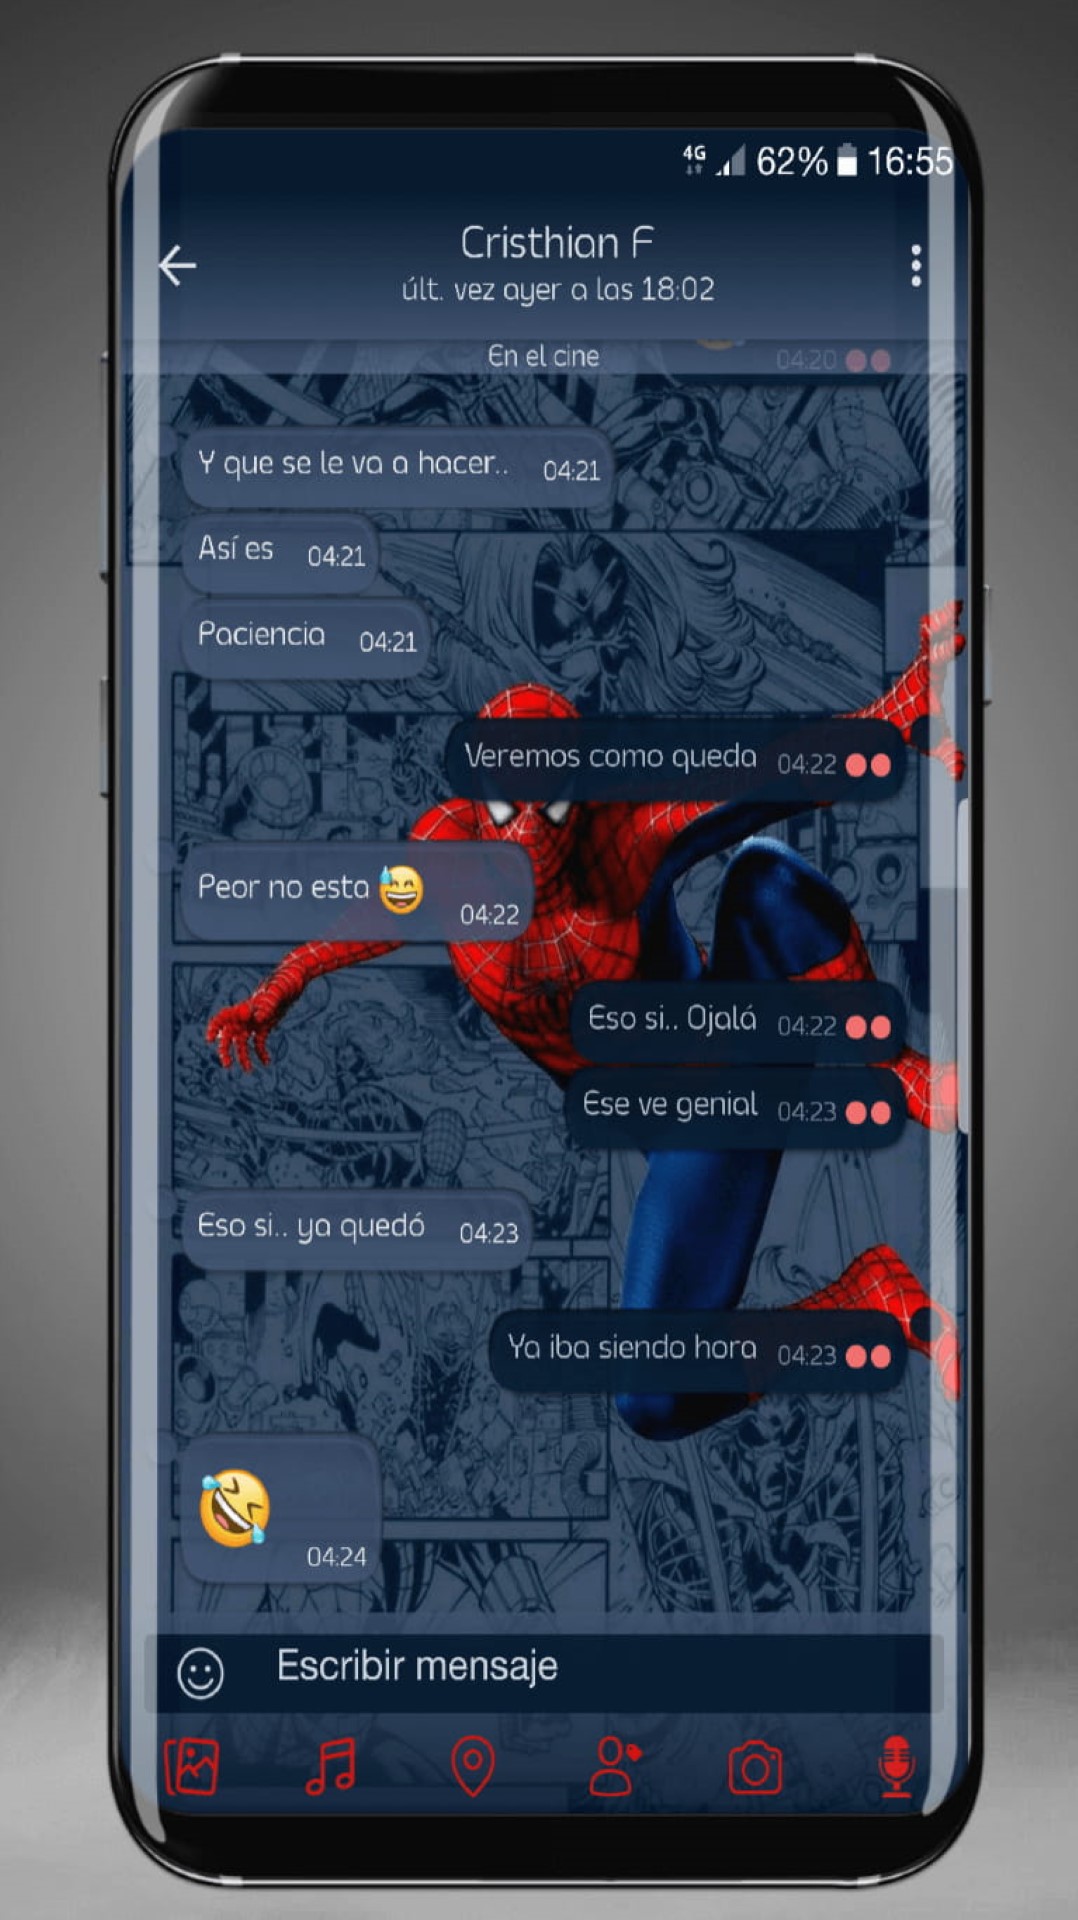 4G 62% 16:55
Cristhian F
últ. vez ayer a las 18:02
En el cine 04:20
Y que se le va a hacer.. 04:21
Así es 04:21
Paciencia 04:21
Veremos como queda 04:22
Peor no esta 😅 04:22
Eso si.. Ojalá 04:22
Ese ve genial 04:23
Eso si.. ya quedó 04:23
Ya iba siendo hora 04:23
🤣 04:24
Escribir mensaje